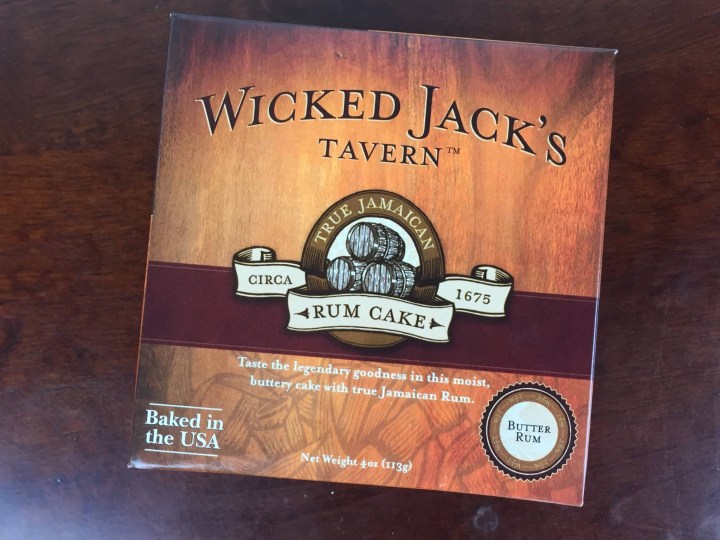 WICKED JACK'S
TAVERN™
TRUE JAMAICAN
CIRCA
1675
RUM CAKE
Taste the legendary goodness in this moist,
buttery cake with true Jamaican Rum.
Baked in
the USA
BUTTER
RUM
Net Weight 4oz (113g)